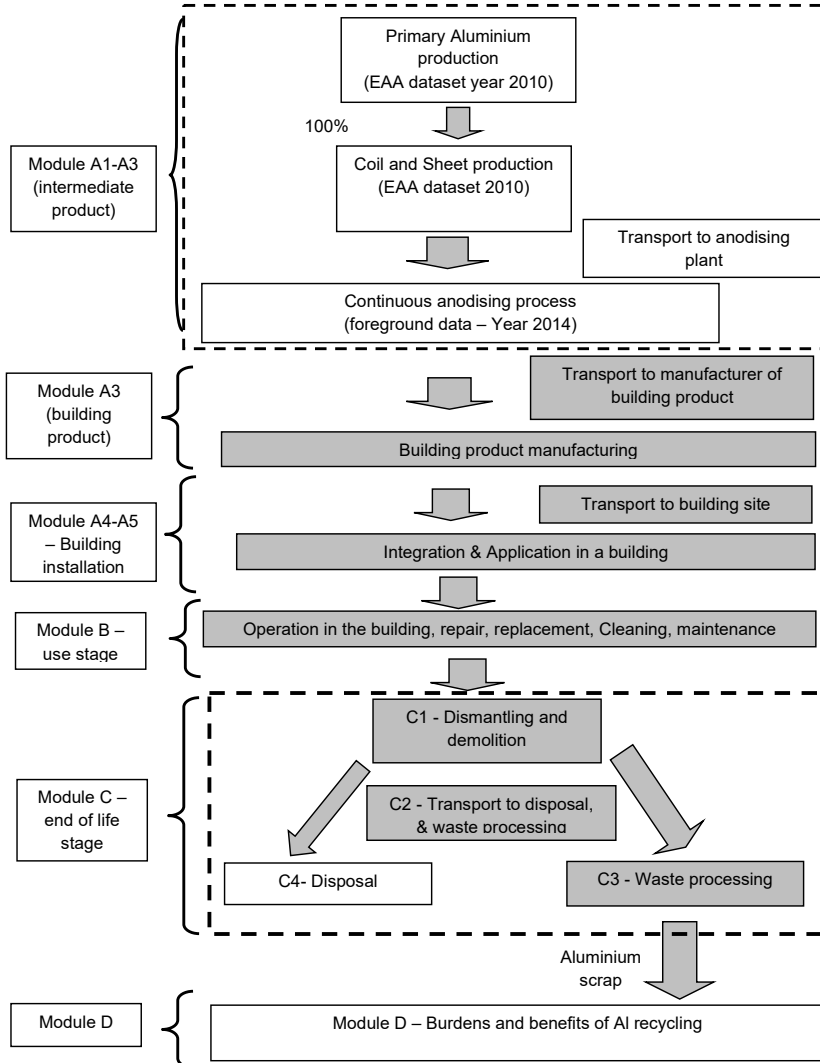 Primary Aluminium
production
(EAA dataset year 2010)
100%
Module A1-A3
(intermediate
product)
Coil and Sheet production
(EAA dataset 2010)
Transport to anodising
plant
Continuous anodising process
(foreground data – Year 2014)
Module A3
(building
product)
Transport to manufacturer of
building product
Building product manufacturing
Module A4-A5
– Building
installation
Transport to building site
Integration & Application in a building
Module B –
use stage
Operation in the building, repair, replacement, Cleaning, maintenance
Module C –
end of life
stage
C1 - Dismantling and
demolition
C2 - Transport to disposal,
& waste processing
C4- Disposal
C3 - Waste processing
Aluminium
scrap
Module D
Module D – Burdens and benefits of Al recycling